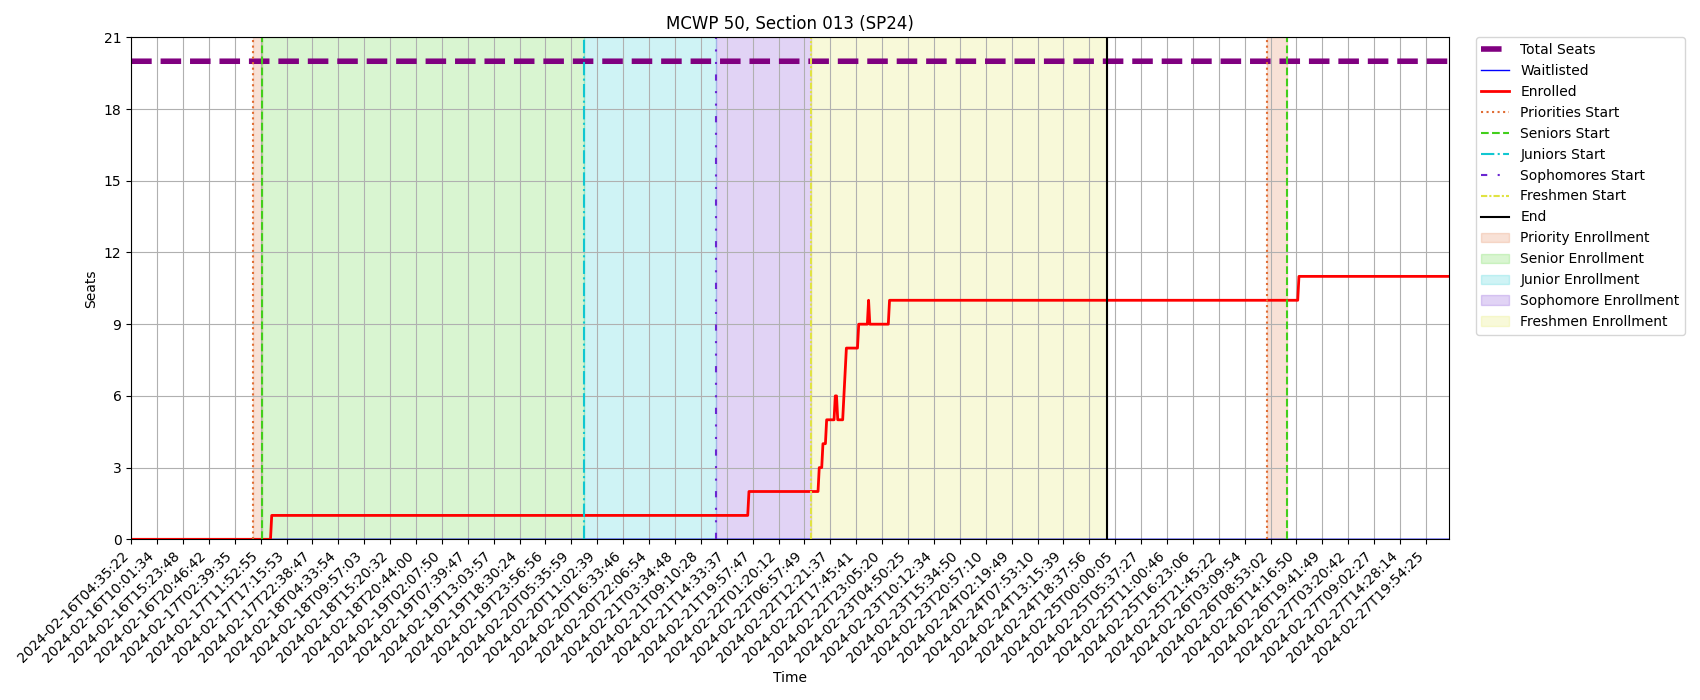 MCWP 50, Section 013 (SP24)
21
18
15
12
9
6
3
0
Seats
2024-02-16T04:35:22
2024-02-16T10:01:34
2024-02-16T15:23:48
2024-02-16T20:46:42
2024-02-17T02:39:35
2024-02-17T11:52:55
2024-02-17T17:15:53
2024-02-17T22:38:47
2024-02-18T04:33:54
2024-02-18T09:57:03
2024-02-18T15:20:32
2024-02-18T20:44:00
2024-02-19T02:07:50
2024-02-19T07:39:47
2024-02-19T13:03:57
2024-02-19T18:30:24
2024-02-19T23:56:56
2024-02-20T05:35:59
2024-02-20T11:02:39
2024-02-20T16:33:46
2024-02-20T22:06:54
2024-02-21T03:34:48
2024-02-21T09:10:28
2024-02-21T14:33:37
2024-02-21T19:57:47
2024-02-22T01:20:12
2024-02-22T06:57:49
2024-02-22T12:21:37
2024-02-22T17:45:41
2024-02-22T23:05:20
2024-02-23T04:50:25
2024-02-23T10:12:34
2024-02-23T15:34:50
2024-02-23T20:57:10
2024-02-24T02:19:49
2024-02-24T07:53:10
2024-02-24T13:15:39
2024-02-24T18:37:56
2024-02-25T00:00:05
2024-02-25T05:37:27
2024-02-25T11:00:46
2024-02-25T16:23:06
2024-02-25T21:45:22
2024-02-26T03:09:54
2024-02-26T08:53:02
2024-02-26T14:16:50
2024-02-26T19:41:49
2024-02-27T03:20:42
2024-02-27T09:02:27
2024-02-27T14:28:14
2024-02-27T19:54:25
Time
Total Seats
Waitlisted
Enrolled
Priorities Start
Seniors Start
Juniors Start
Sophomores Start
Freshmen Start
End
Priority Enrollment
Senior Enrollment
Junior Enrollment
Sophomore Enrollment
Freshmen Enrollment